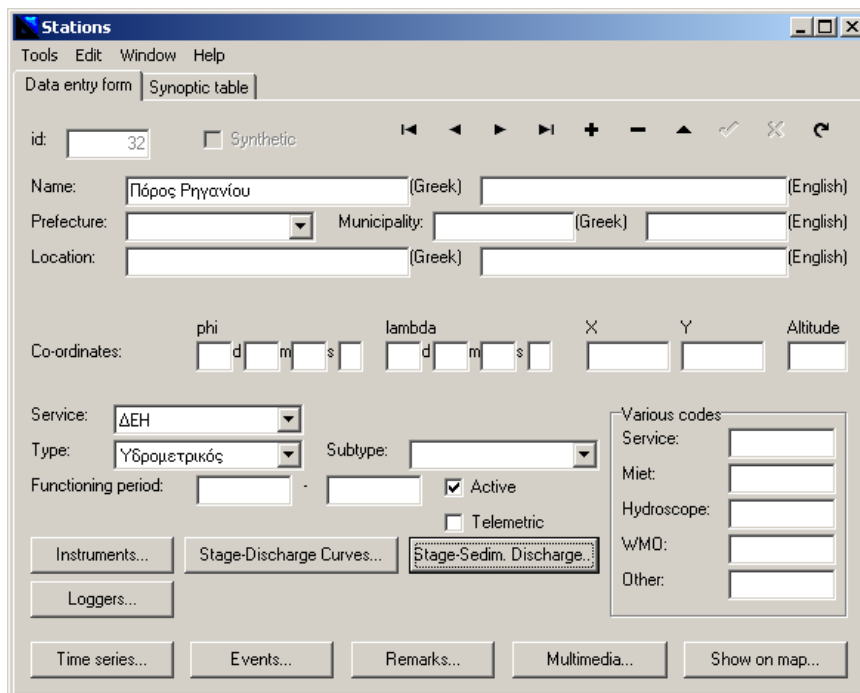 Stations
Tools Edit Window Help
Data entry form Synoptic table
id: 32 Synthetic
Name: Πόρος Ρηγανίου (Greek) (English)
Prefecture: Municipality: (Greek) (English)
Location: (Greek) (English)
phi lambda X Y Altitude
Co-ordinates: d m s d m s
Service: ΔΕΗ Various codes
Service:
Type: Υδρομετρικός Subtype:
Miet:
Functioning period: - Active
Hydroscope:
Telemetric
WMO:
Instruments... Stage-Discharge Curves... Stage-Sedim. Discharge..
Other:
Loggers...
Time series... Events... Remarks... Multimedia... Show on map...